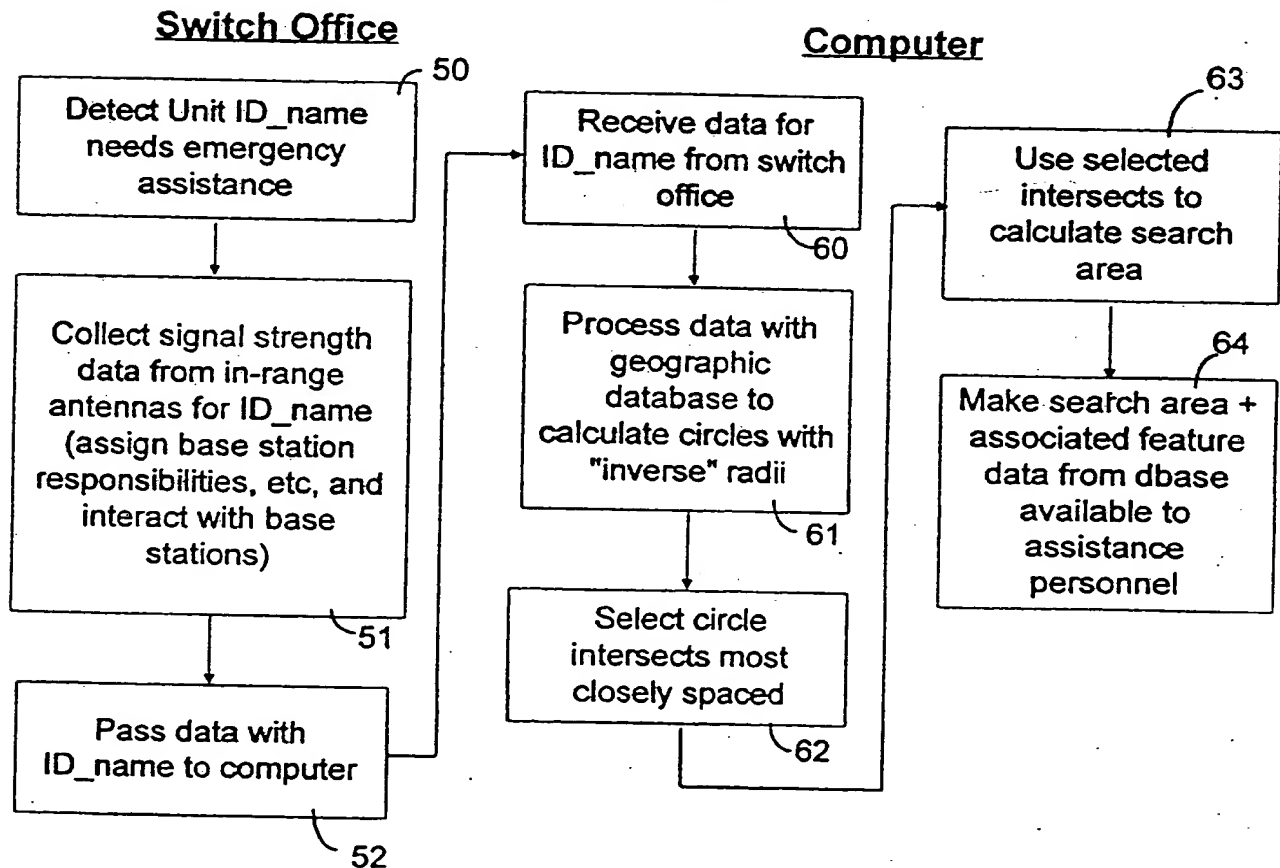 Switch Office
50
Detect Unit ID_name
needs emergency
assistance
Collect signal strength
data from in-range
antennas for ID_name
(assign base station
responsibilities, etc, and
interact with base
stations)
51
Pass data with
ID_name to computer
52
Computer
Receive data for
ID_name from switch
office
60
Process data with
geographic
database to
calculate circles with
"inverse" radii
61
Select circle
intersects most
closely spaced
62
63
Use selected
intersects to
calculate search
area
64
Make search area +
associated feature
data from dbase
available to
assistance
personnel